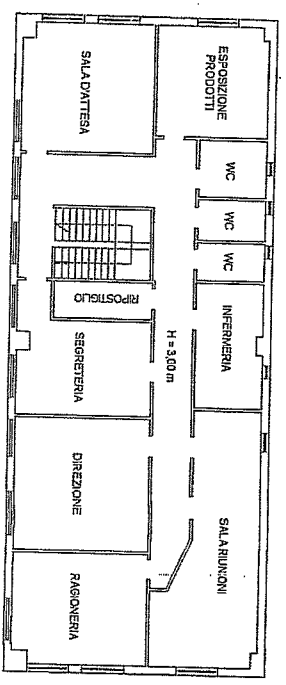 ESPOSIZIONE
PRODOTTI
SALA D'ATTESA
WC
WC
WC
RIPOSTIGLIO
INFERMERIA
H = 3,00 m
SEGRETERIA
SALA RIUNIONI
DIREZIONE
RAGIONERIA